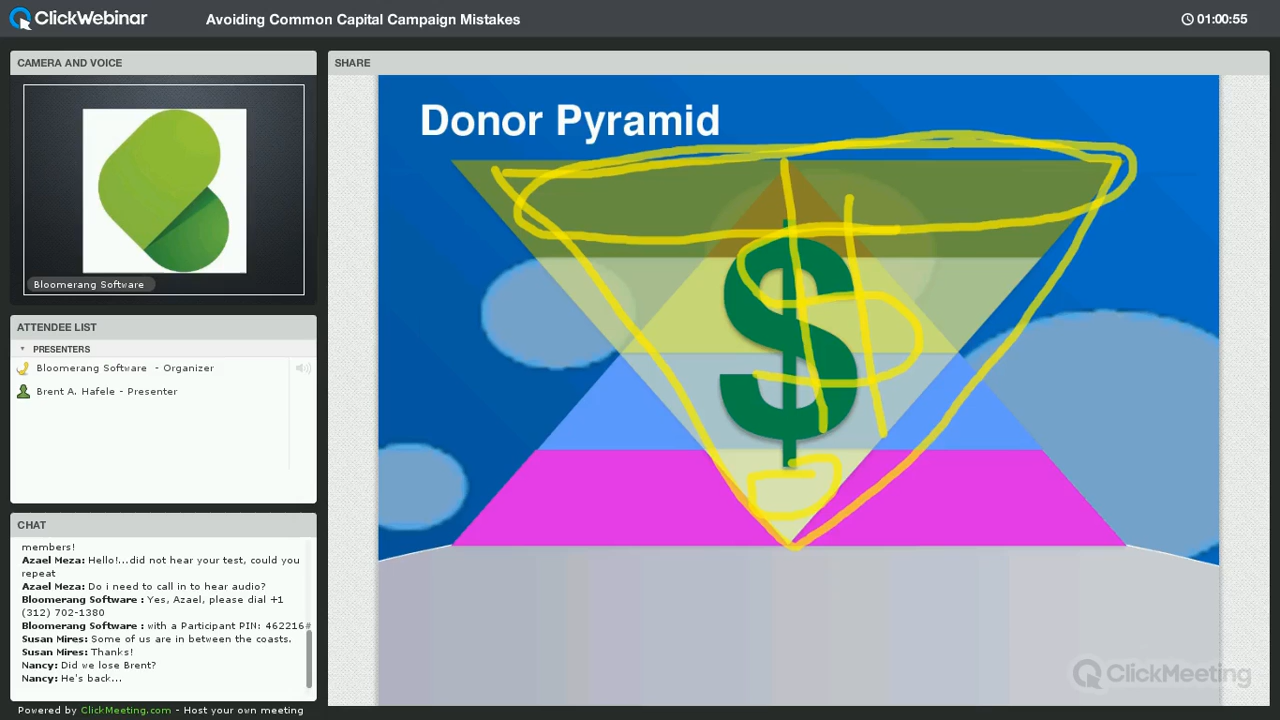 ClickWebinar
Avoiding Common Capital Campaign Mistakes
01:00:55
CAMERA AND VOICE
Bloomerang Software
ATTENDEE LIST
PRESENTERS
Bloomerang Software - Organizer
Brent A. Hafele - Presenter
CHAT
members!
Azael Meza: Hello!...did not hear your test, could you
repeat
Azael Meza: Do i need to call in to hear audio?
Bloomerang Software : Yes, Azael, please dial +1
(312) 702-1380
Bloomerang Software : with a Participant PIN: 462216#
Susan Mires: Some of us are in between the coasts.
Susan Mires: Thanks!
Nancy: Did we lose Brent?
Nancy: He's back...
Powered by ClickMeeting.com - Host your own meeting
SHARE
Donor Pyramid
$
ClickMeeting